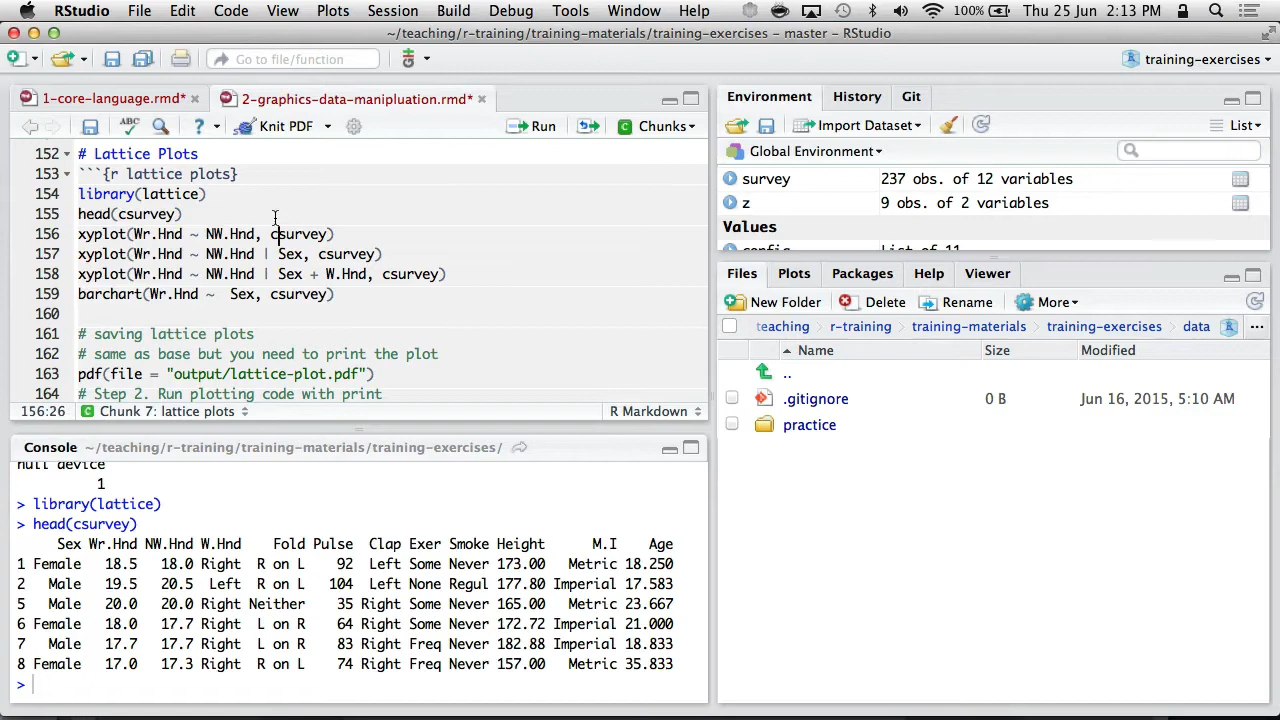 RStudio File Edit Code View Plots Session Build Debug Tools Window Help 100% Thu 25 Jun 2:13 PM
~/teaching/r-training/training-materials/training-exercises - master - RStudio
Go to file/function training-exercises
1-core-language.rmd* 2-graphics-data-manipluation.rmd*
ABC ? Knit PDF Run Chunks
152 # Lattice Plots
153 ```{r lattice plots}
154 library(lattice)
155 head(csurvey)
156 xyplot(Wr.Hnd ~ NW.Hnd, csurvey)
157 xyplot(Wr.Hnd ~ NW.Hnd | Sex, csurvey)
158 xyplot(Wr.Hnd ~ NW.Hnd | Sex + W.Hnd, csurvey)
159 barchart(Wr.Hnd ~  Sex, csurvey)
160
161 # saving lattice plots
162 # same as base but you need to print the plot
163 pdf(file = "output/lattice-plot.pdf")
164 # Step 2. Run plotting code with print
156:26 C Chunk 7: lattice plots R Markdown
Console ~/teaching/r-training/training-materials/training-exercises/
null device
1
> library(lattice)
> head(csurvey)
Sex Wr.Hnd NW.Hnd W.Hnd Fold Pulse Clap Exer Smoke Height M.I Age
1 Female 18.5 18.0 Right R on L 92 Left Some Never 173.00 Metric 18.250
2 Male 19.5 20.5 Left R on L 104 Left None Regul 177.80 Imperial 17.583
5 Male 20.0 20.0 Right Neither 35 Right Some Never 165.00 Metric 23.667
6 Female 18.0 17.7 Right L on R 64 Right Some Never 172.72 Imperial 21.000
7 Male 17.7 17.7 Right L on R 83 Right Freq Never 182.88 Imperial 18.833
8 Female 17.0 17.3 Right R on L 74 Right Freq Never 157.00 Metric 35.833
>
Environment History Git
Import Dataset List
Global Environment
survey 237 obs. of 12 variables
z 9 obs. of 2 variables
Values
config List of 11
Files Plots Packages Help Viewer
New Folder Delete Rename More
teaching r-training training-materials training-exercises data ...
Name Size Modified
..
.gitignore 0 B Jun 16, 2015, 5:10 AM
practice